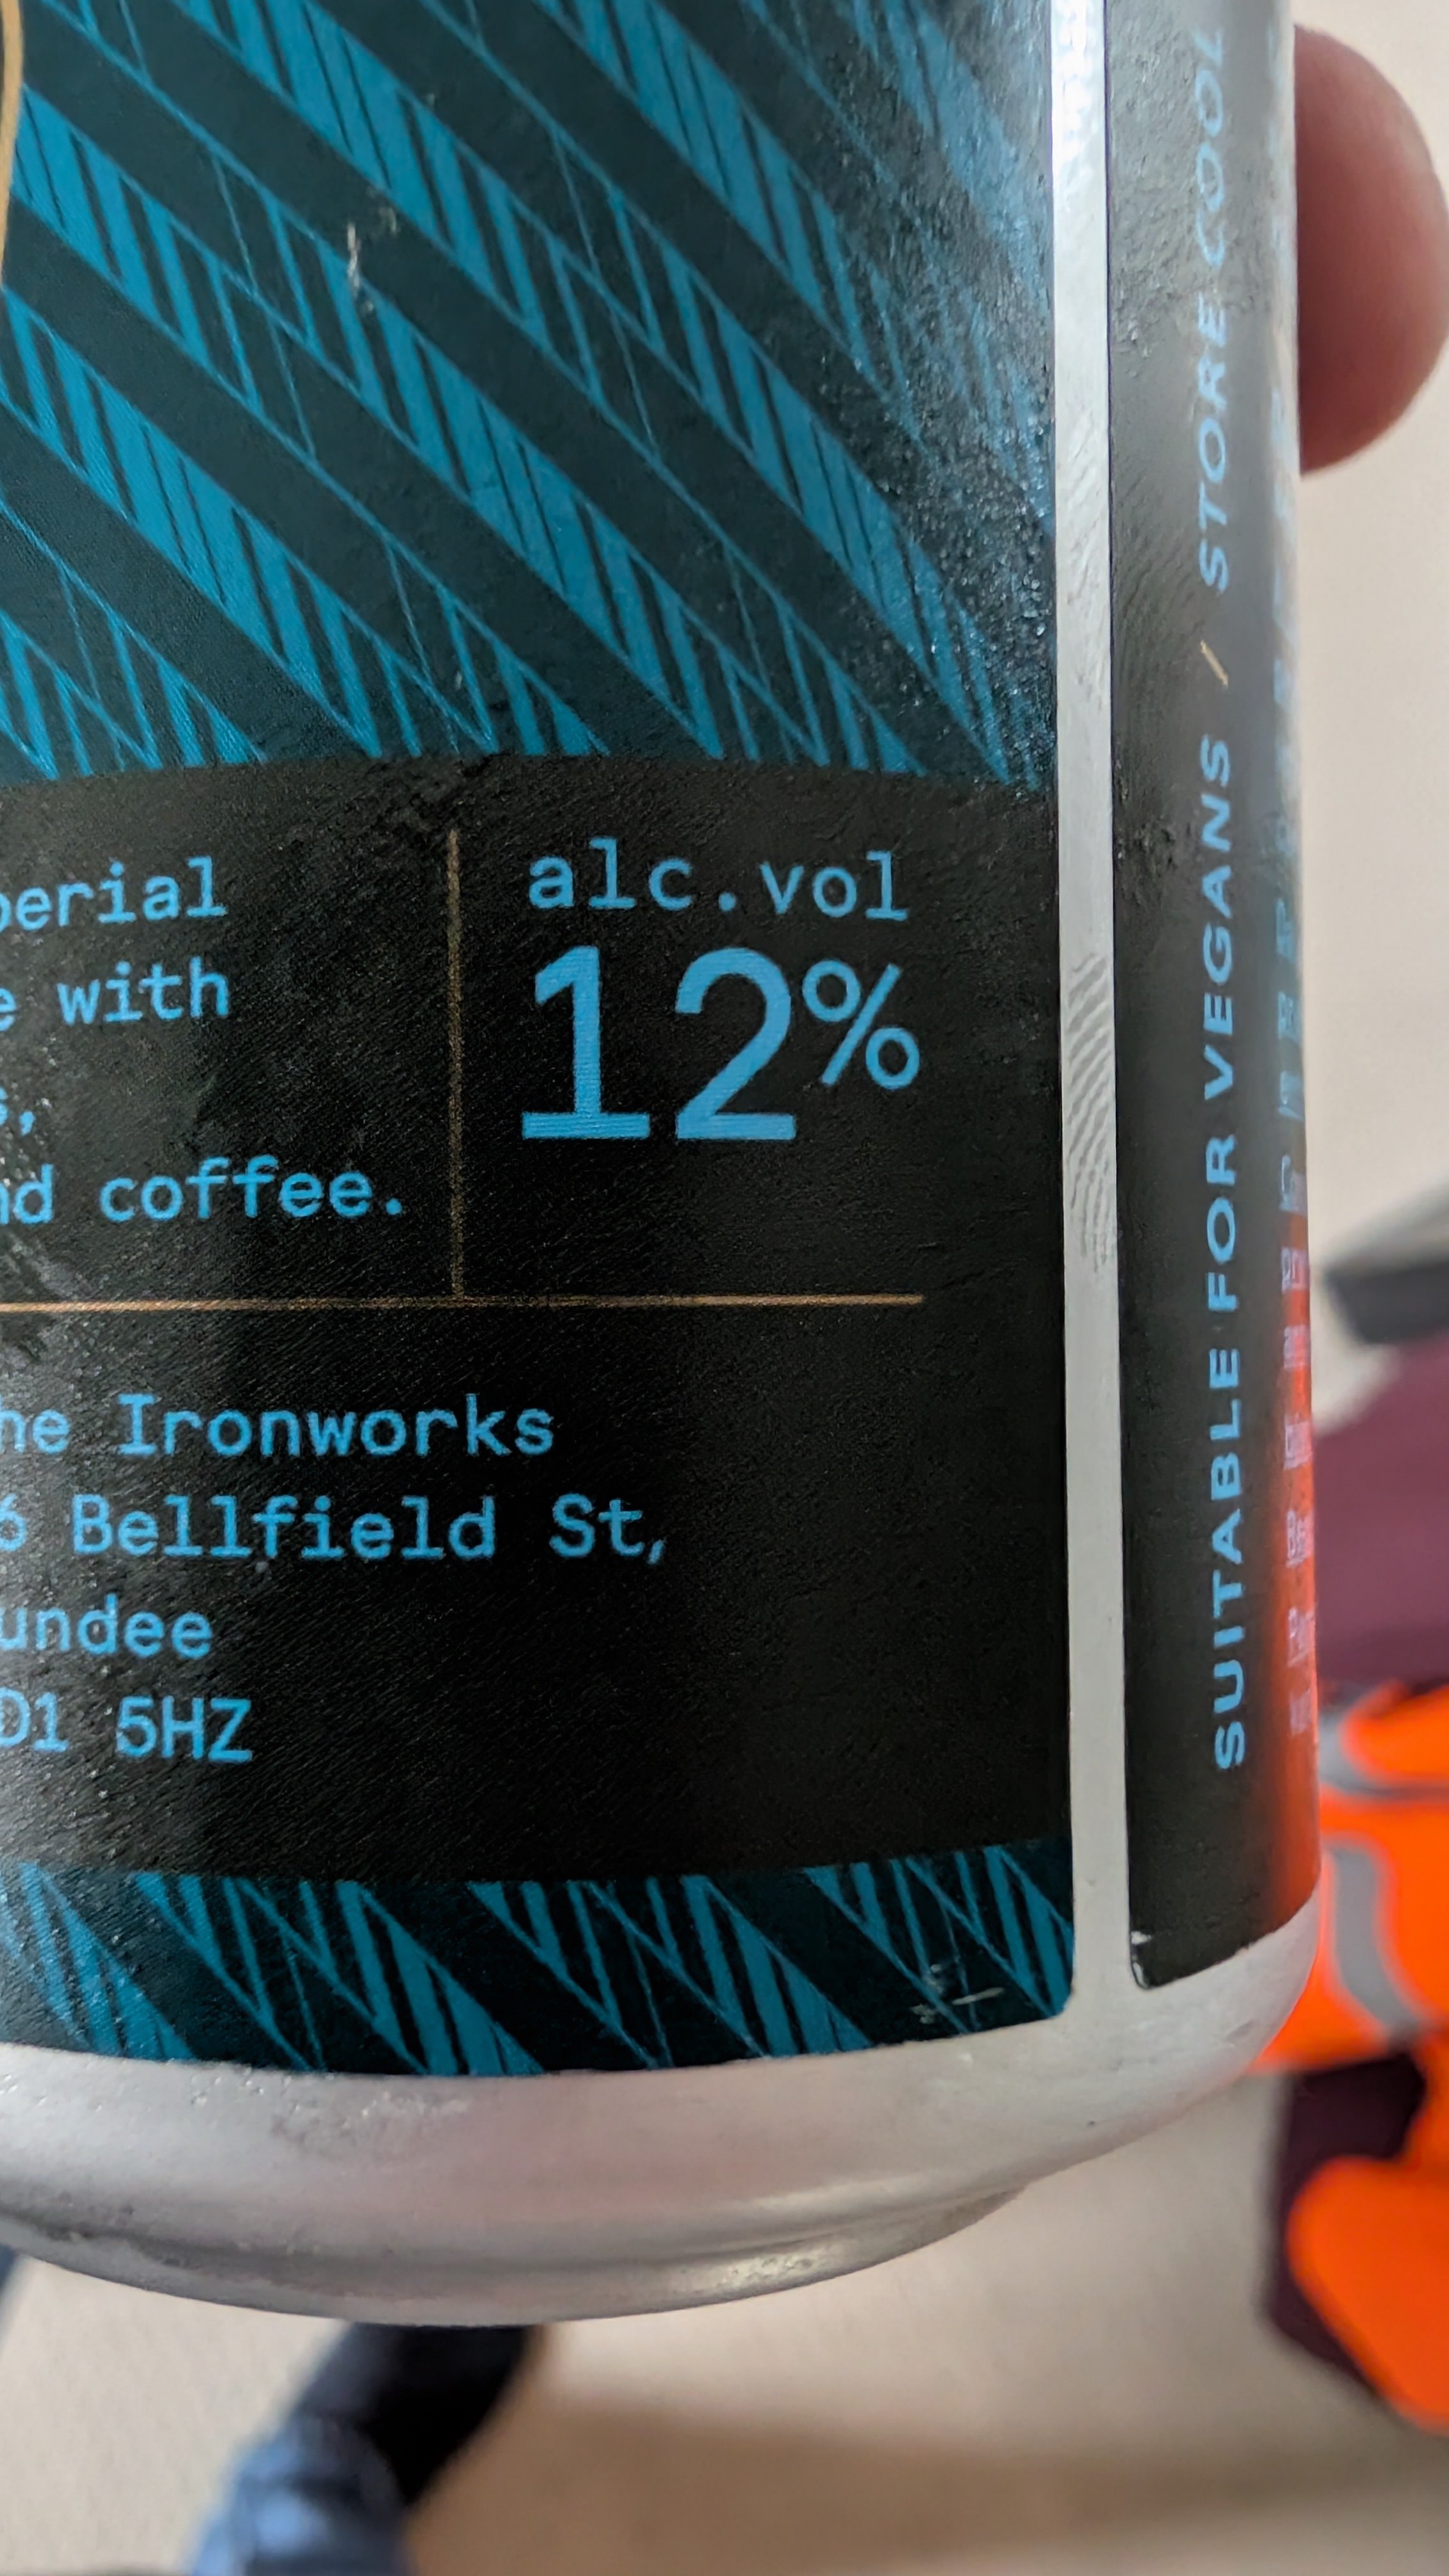 perial
e with
s,
nd coffee.
alc.vol
12%
he Ironworks
6 Bellfield St,
undee
D1 5HZ
SUITABLE FOR VEGANS / STORE COOL